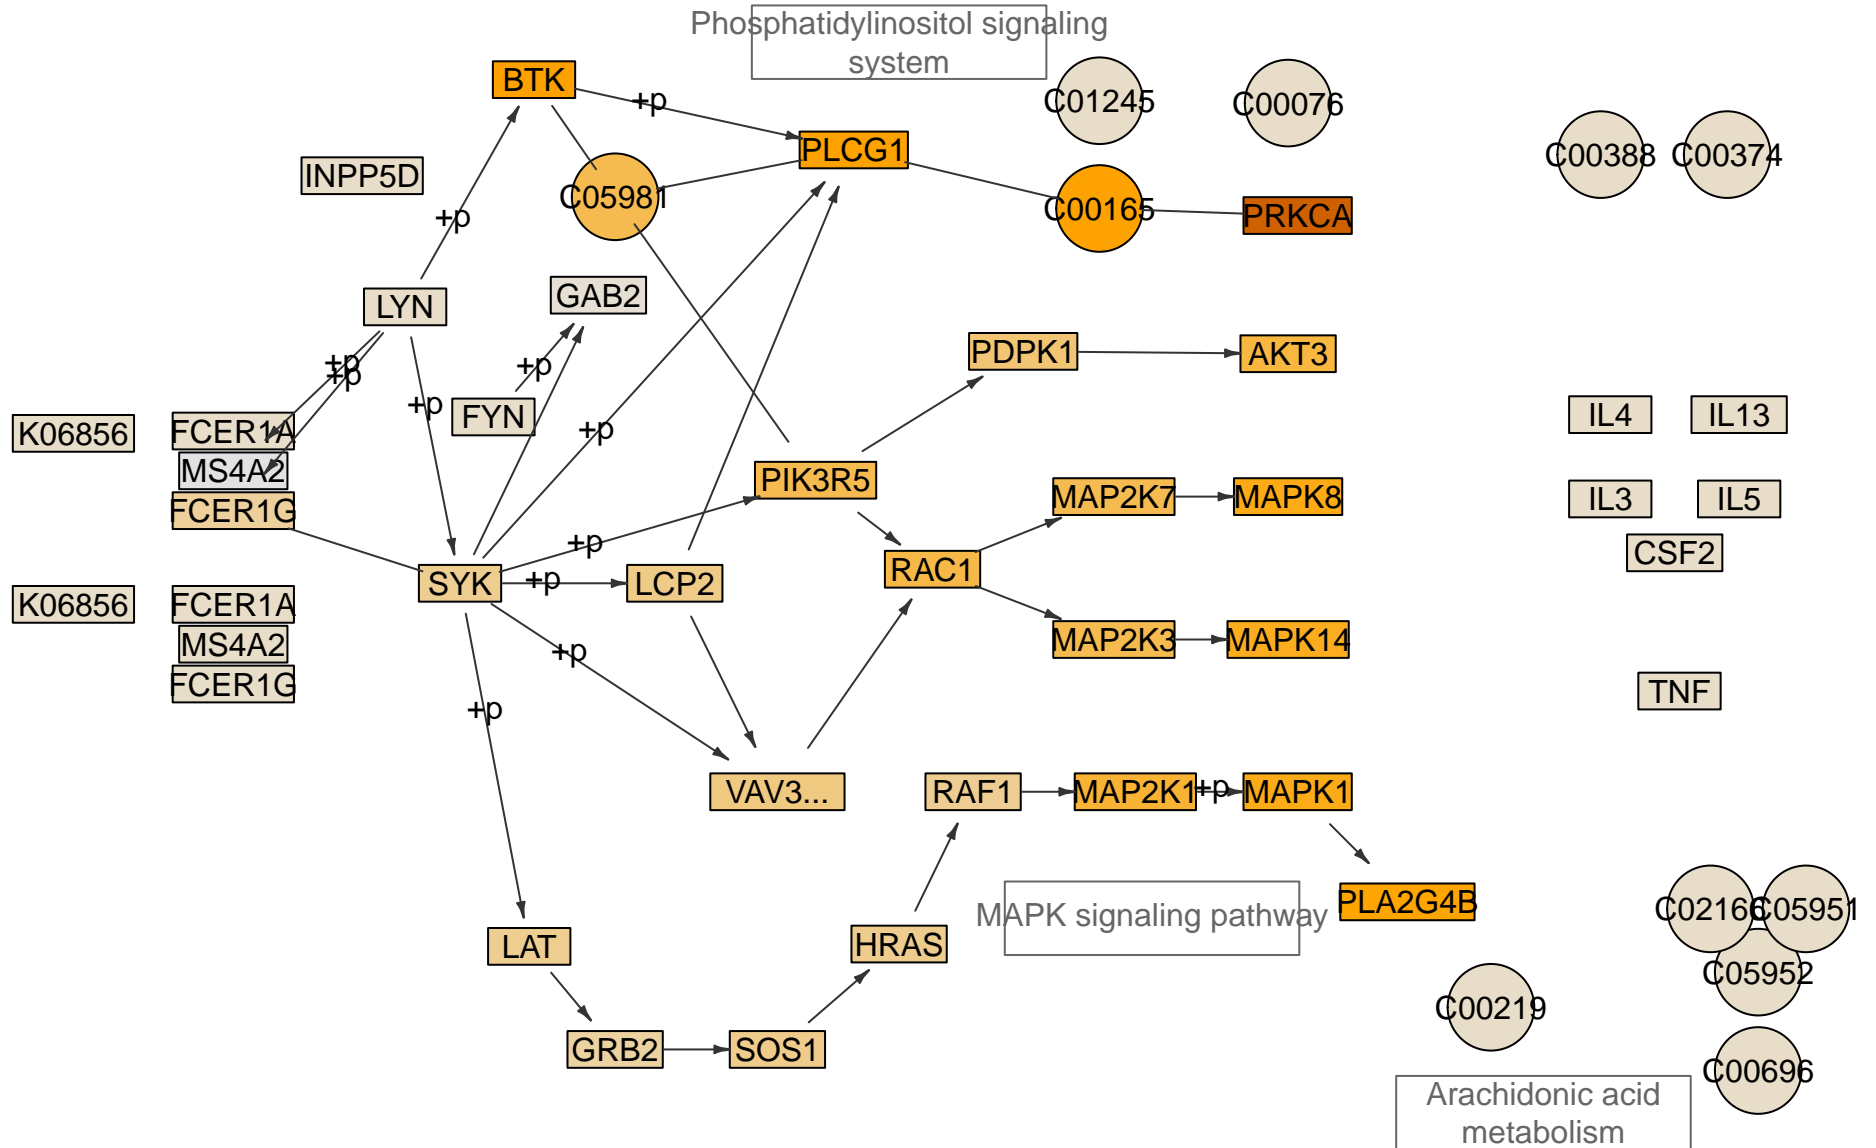 Phosphatidylinositol signaling
system
BTK
+p
C01245
C00076
PLCG1
C00388
C00374
INPP5D
C05981
+p
C00165
PRKCA
LYN
GAB2
PDPK1
AKT3
+p
+p
+p
+p
FYN
K06856
FCER1A
+p
IL4
IL13
MS4A2
PIK3R5
FCER1G
MAP2K7
MAPK8
IL3
IL5
+p
CSF2
SYK
+p
LCP2
RAC1
K06856
FCER1A
MS4A2
+p
MAP2K3
MAPK14
FCER1G
+p
TNF
VAV3...
RAF1
MAP2K1
+p
MAPK1
MAPK signaling pathway
PLA2G4B
C02166
C05951
LAT
HRAS
C05952
C00219
GRB2
SOS1
C00696
Arachidonic acid
metabolism